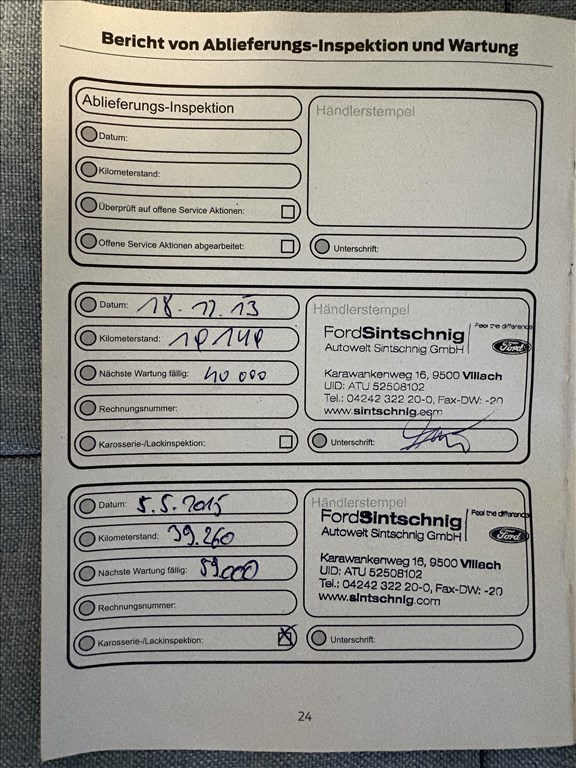 Bericht von Ablieferungs-Inspektion und Wartung
Ablieferungs-Inspektion
Händlerstempel
Datum:
Kilometerstand:
Überprüft auf offene Service Aktionen:
Offene Service Aktionen abgearbeitet:
Unterschrift:
Datum: 18.11.13
Kilometerstand:
Nächste Wartung fällig: 40 000
Rechnungsnummer:
Karosserie-/Lackinspektion:
Händlerstempel
FordSintschnig
Feel the difference
Autowelt Sintschnig GmbH
Ford
Karawankenweg 16, 9500 Villach
UID: ATU 52508102
Tel.: 04242 322 20-0, Fax-DW: -20
www.sintschnig.com
Unterschrift:
Datum: 5.5.2015
Kilometerstand: 39.260
Nächste Wartung fällig: 59.000
Rechnungsnummer:
Karosserie-/Lackinspektion: X
Händlerstempel
FordSintschnig
Feel the difference
Autowelt Sintschnig GmbH
Ford
Karawankenweg 16, 9500 Villach
UID: ATU 52508102
Tel.: 04242 322 20-0, Fax-DW: -20
www.sintschnig.com
Unterschrift:
24